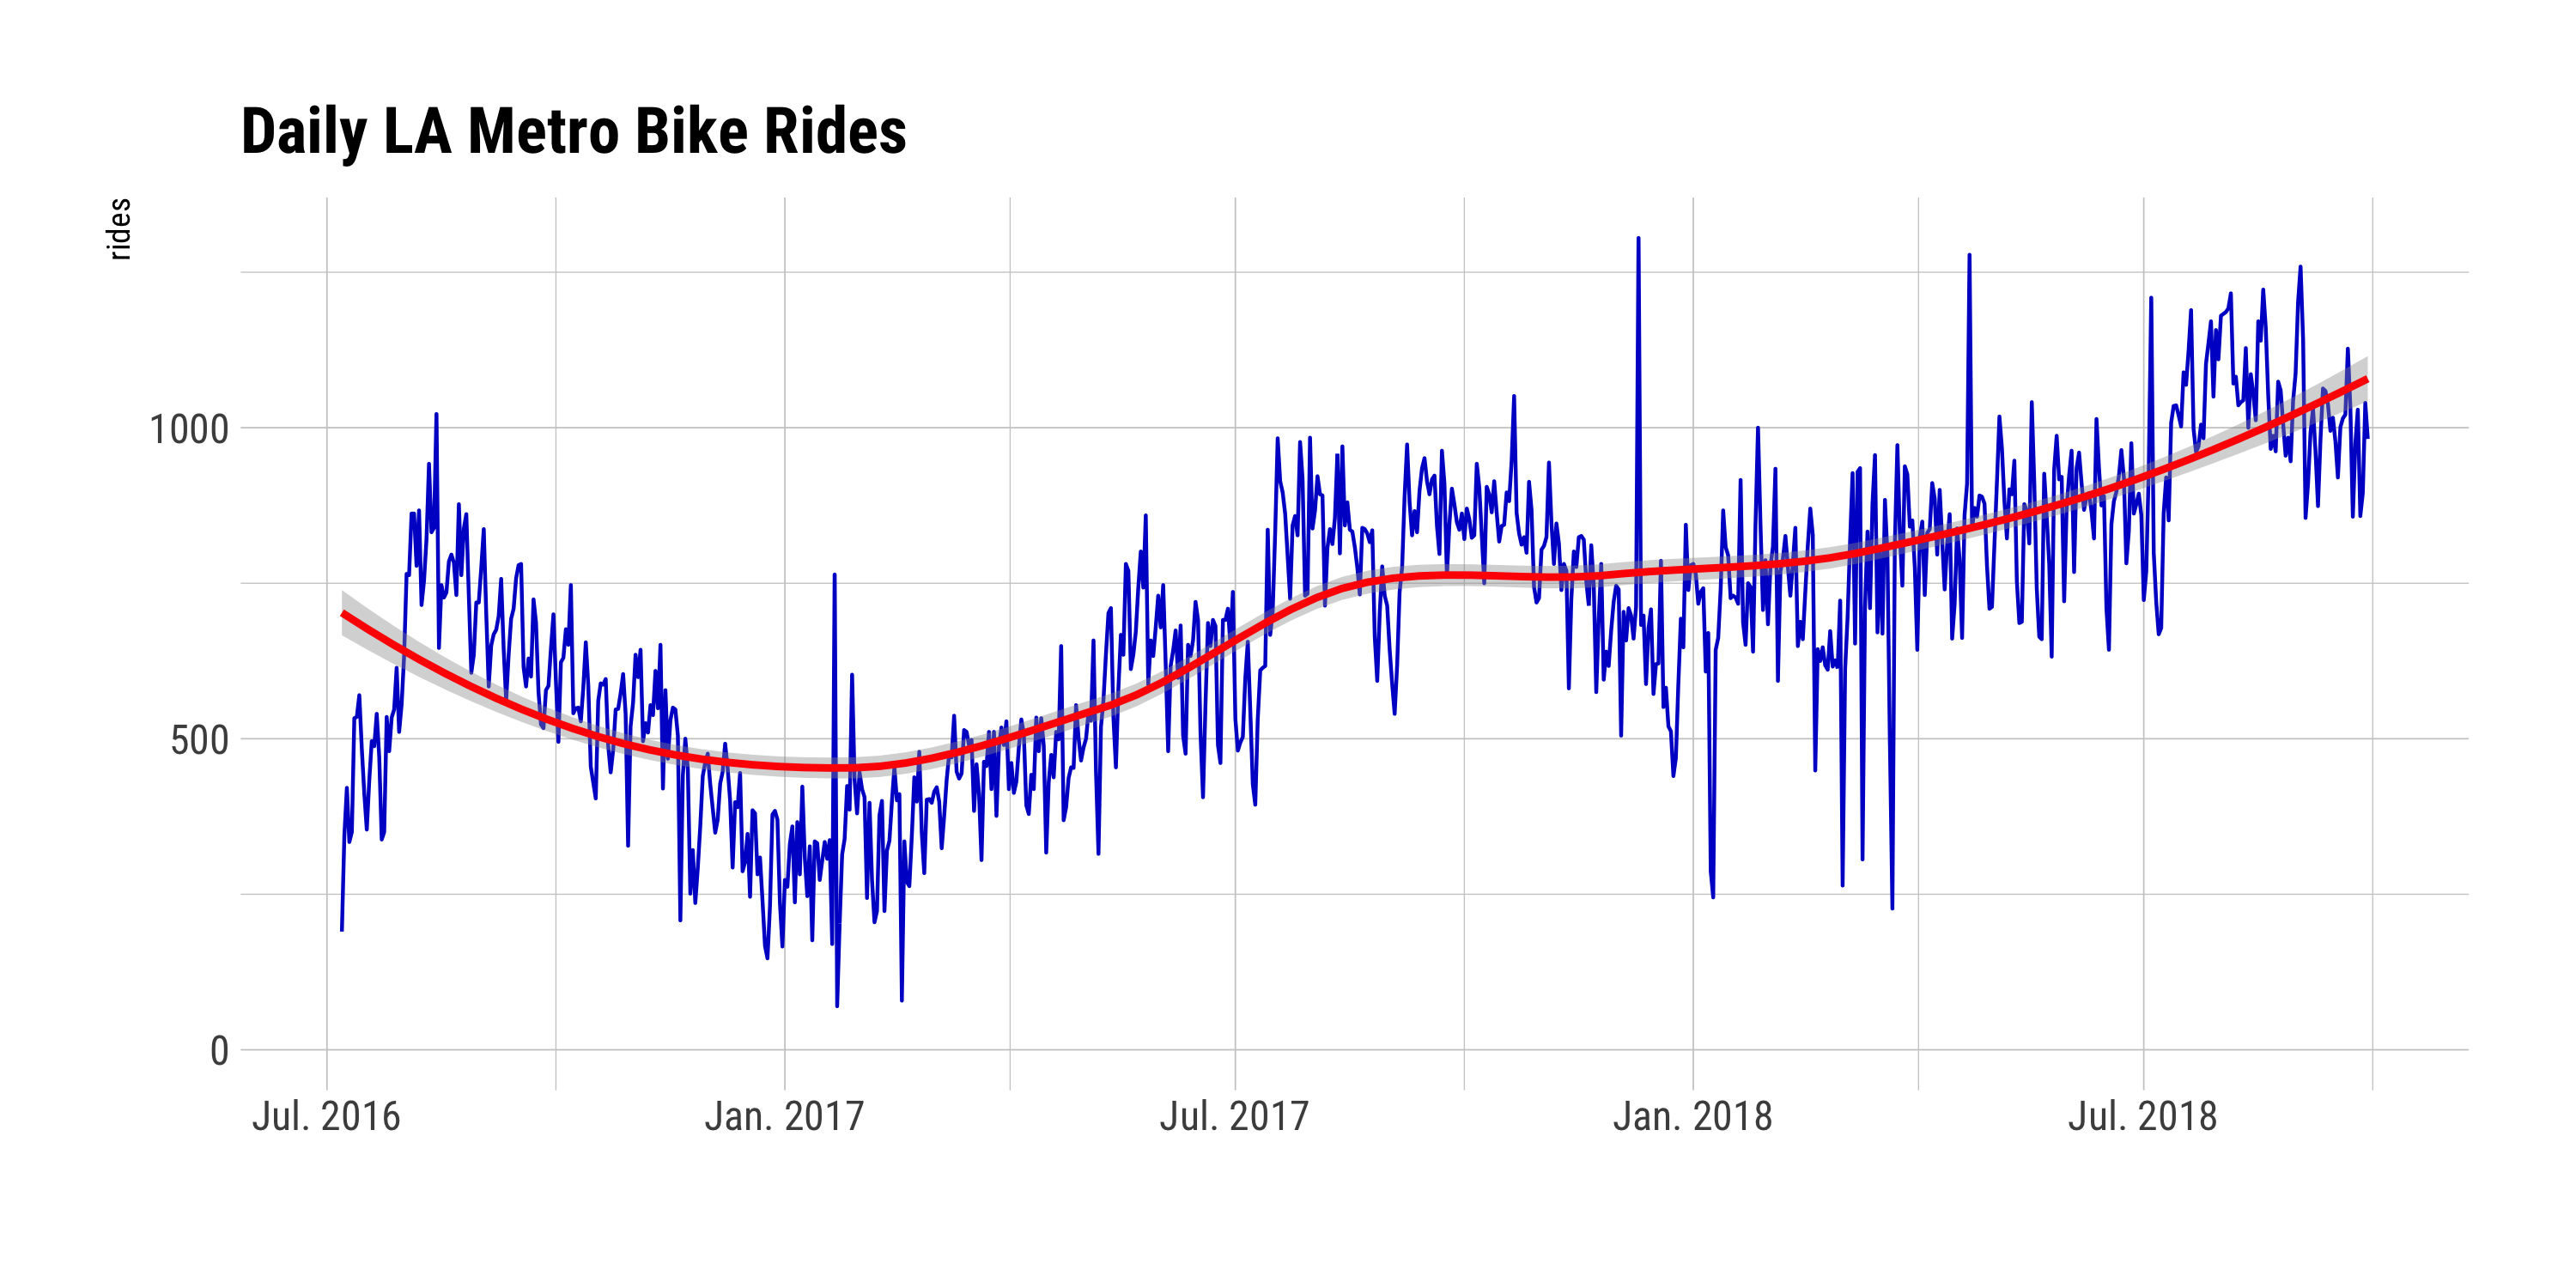 Daily LA Metro Bike Rides
rides
1000
500
0
Jul. 2016
Jan. 2017
Jul. 2017
Jan. 2018
Jul. 2018